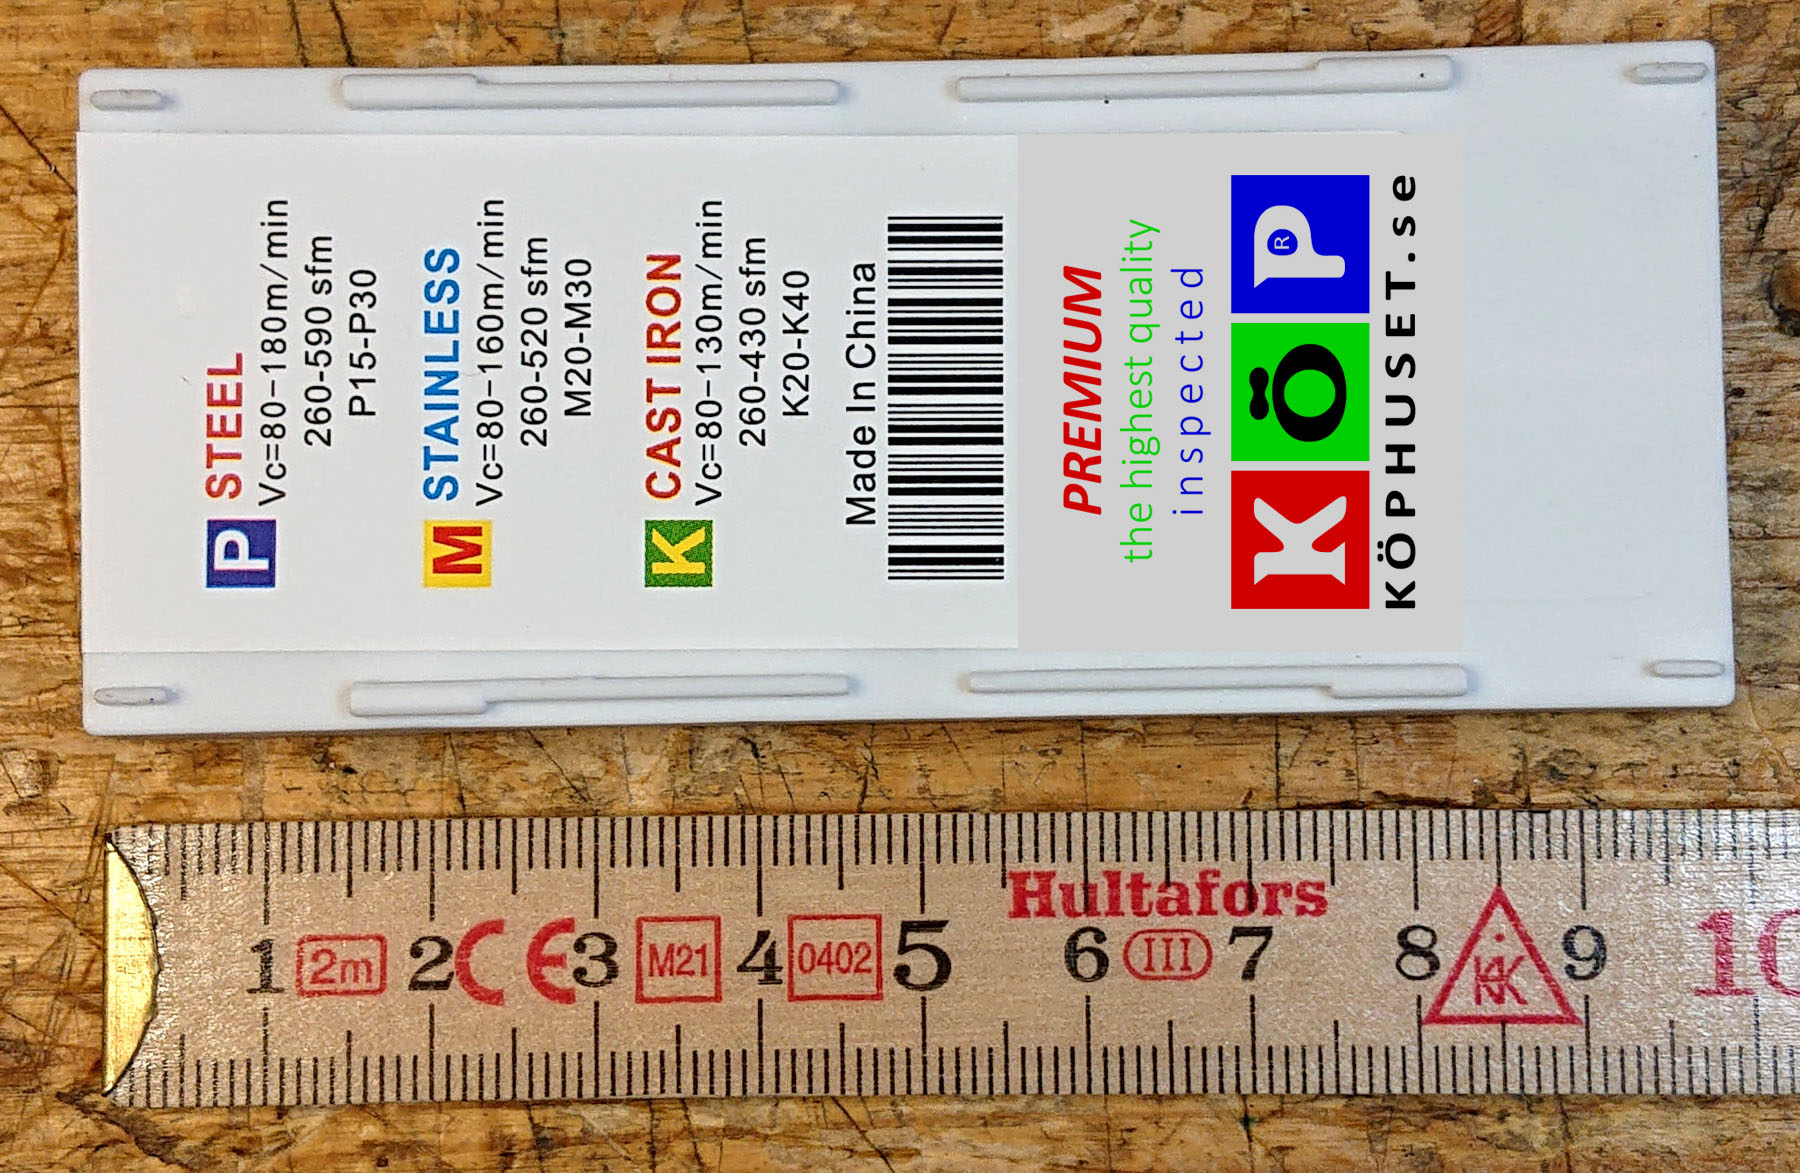 P STEEL
Vc=80-180m/min
260-590 sfm
P15-P30
M STAINLESS
Vc=80-160m/min
260-520 sfm
M20-M30
K CAST IRON
Vc=80-130m/min
260-430 sfm
K20-K40
Made In China
PREMIUM
the highest quality
inspected
KÖP®
KÖPHUSET.se
Hultafors
1 2m 2 CE 3 M21 4 0402 5 6 III 7 8 9 10